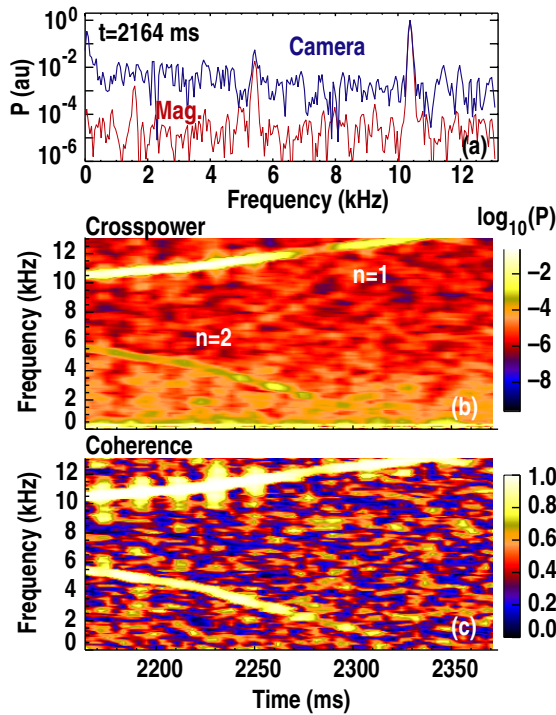 t=2164 ms
Camera
Mag.
(a)
P (au)
10^0
10^-2
10^-4
10^-6
0 2 4 6 8 10 12
Frequency (kHz)
Crosspower
log10(P)
12
10
8
6
4
2
0
Frequency (kHz)
n=1
n=2
(b)
−2
−4
−6
−8
Coherence
12
10
8
6
4
2
0
Frequency (kHz)
(c)
1.0
0.8
0.6
0.4
0.2
0.0
2200 2250 2300 2350
Time (ms)